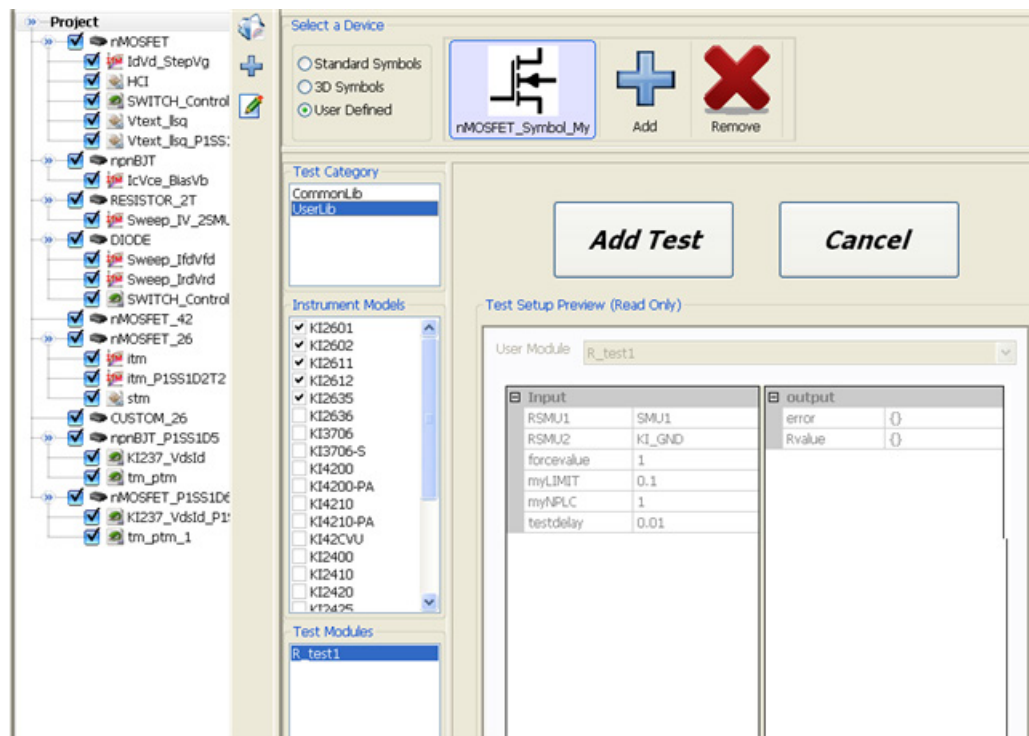 Project
nMOSFET
IdVd_StepVg
HCI
SWITCH_Control
Vtext_llsq
Vtext_llsq_P1SS1
npnBJT
IcVce_BiasVb
RESISTOR_2T
Sweep_IV_2SMU
DIODE
Sweep_IfdVfd
Sweep_IrdVrd
SWITCH_Control
nMOSFET_42
nMOSFET_26
itm
itm_P1SS1D2T2
stm
CUSTOM_26
npnBJT_P1SS1D5
KI237_VdsId
tm_ptm
nMOSFET_P1SS1D6
KI237_VdsId_P1
tm_ptm_1
Select a Device
Standard Symbols
3D Symbols
User Defined
nMOSFET_Symbol_My
Add
Remove
Test Category
CommonLib
UserLib
Add Test
Cancel
Instrument Models
KI2601
KI2602
KI2611
KI2612
KI2635
KI2636
KI3706
KI3706-S
KI4200
KI4200-PA
KI4210
KI4210-PA
KI42CVU
KI2400
KI2410
KI2420
KI2425
Test Modules
R_test1
Test Setup Preview (Read Only)
User Module R_test1
Input
RSMU1 SMU1
RSMU2 KI_GND
forcevalue 1
myLIMIT 0.1
myNPLC 1
testdelay 0.01
output
error {}
Rvalue {}